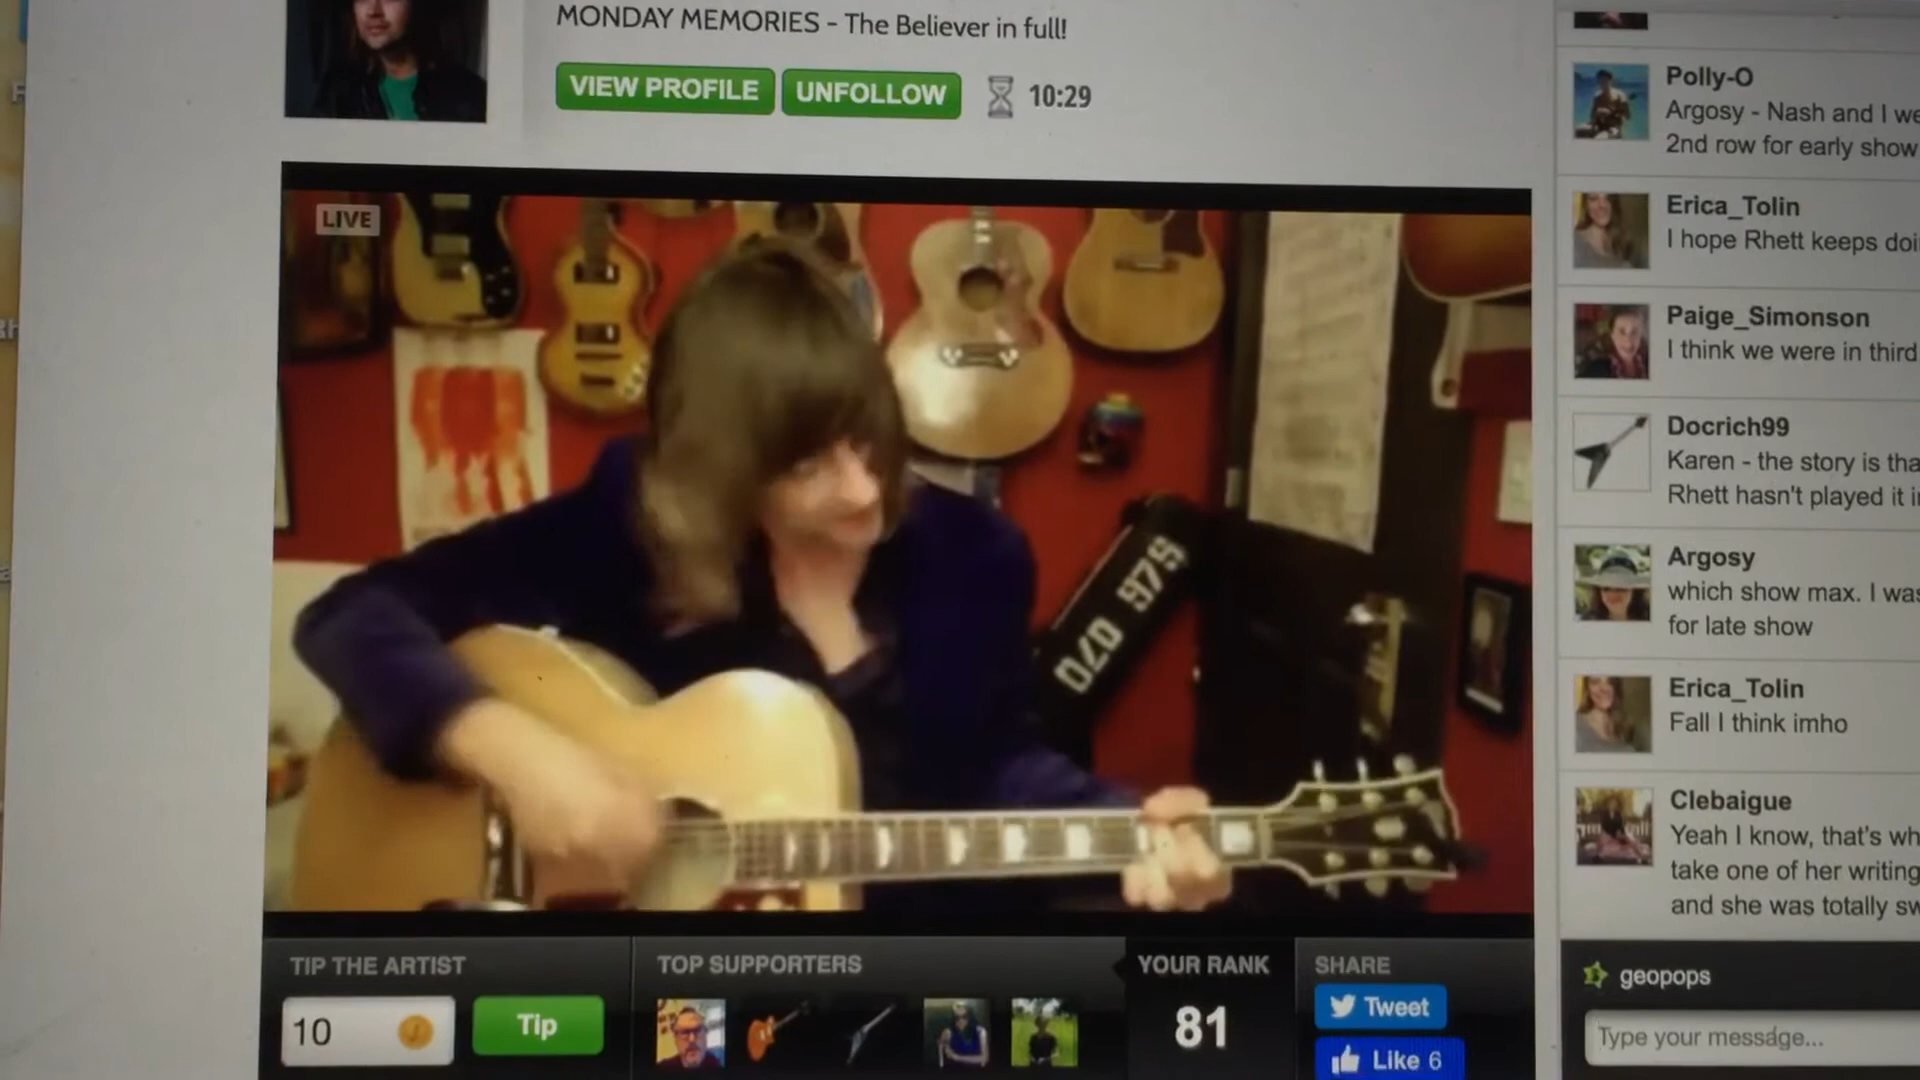 MONDAY MEMORIES - The Believer in full!
VIEW PROFILE
UNFOLLOW
10:29
LIVE
TIP THE ARTIST
10
Tip
TOP SUPPORTERS
YOUR RANK
81
SHARE
Tweet
Like 6
Polly-O
Argosy - Nash and I we
2nd row for early show
Erica_Tolin
I hope Rhett keeps doi
Paige_Simonson
I think we were in third
Docrich99
Karen - the story is tha
Rhett hasn't played it i
Argosy
which show max. I was
for late show
Erica_Tolin
Fall I think imho
Clebaigue
Yeah I know, that's wh
take one of her writing
and she was totally sw
geopops
Type your message...